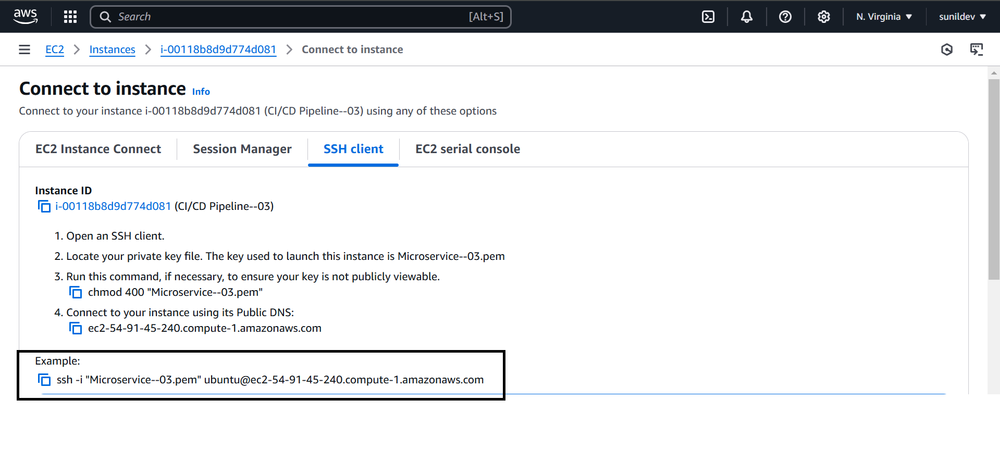 aws
Search [Alt+S]
N. Virginia
sunildev
EC2 > Instances > i-00118b8d9d774d081 > Connect to instance
Connect to instance Info
Connect to your instance i-00118b8d9d774d081 (CI/CD Pipeline--03) using any of these options
EC2 Instance Connect
Session Manager
SSH client
EC2 serial console
Instance ID
i-00118b8d9d774d081 (CI/CD Pipeline--03)
1. Open an SSH client.
2. Locate your private key file. The key used to launch this instance is Microservice--03.pem
3. Run this command, if necessary, to ensure your key is not publicly viewable.
chmod 400 "Microservice--03.pem"
4. Connect to your instance using its Public DNS:
ec2-54-91-45-240.compute-1.amazonaws.com
Example:
ssh -i "Microservice--03.pem" ubuntu@ec2-54-91-45-240.compute-1.amazonaws.com